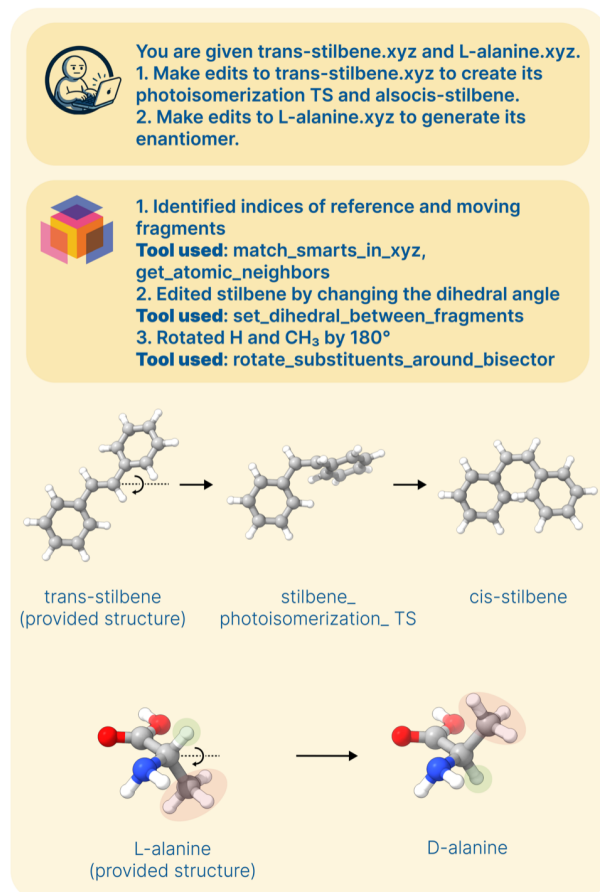 You are given trans-stilbene.xyz and L-alanine.xyz.
1. Make edits to trans-stilbene.xyz to create its
photoisomerization TS and alsocis-stilbene.
2. Make edits to L-alanine.xyz to generate its
enantiomer.
1. Identified indices of reference and moving
fragments
Tool used: match_smarts_in_xyz,
get_atomic_neighbors
2. Edited stilbene by changing the dihedral angle
Tool used: set_dihedral_between_fragments
3. Rotated H and CH₃ by 180°
Tool used: rotate_substituents_around_bisector
trans-stilbene
(provided structure)
stilbene_
photoisomerization_ TS
cis-stilbene
L-alanine
(provided structure)
D-alanine